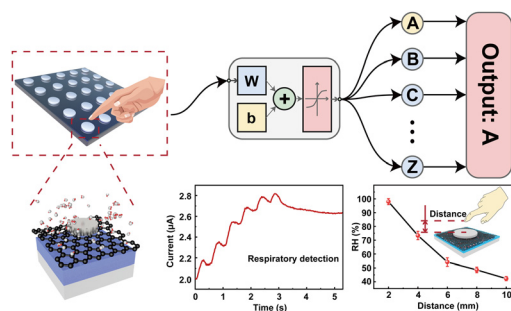 A
W
B
b
+
C
Z
Output: A
Current (μA)
2.8
2.6
2.4
2.2
2.0
Respiratory detection
0
1
2
3
4
5
Time (s)
RH (%)
100
90
80
70
60
50
40
Distance
2
4
6
8
10
Distance (mm)